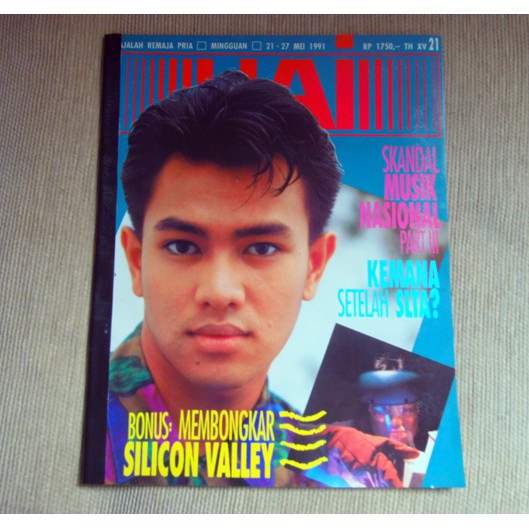 AJALAH REMAJA PRIA □ MINGGUAN □ 21 - 27 MEI 1991 RP 1750,- TH XV 21
HAI
SKANDAL
MUSIK
NASIONAL
PART III
KEMANA
SETELAH SLTA?
BONUS: MEMBONGKAR
SILICON VALLEY